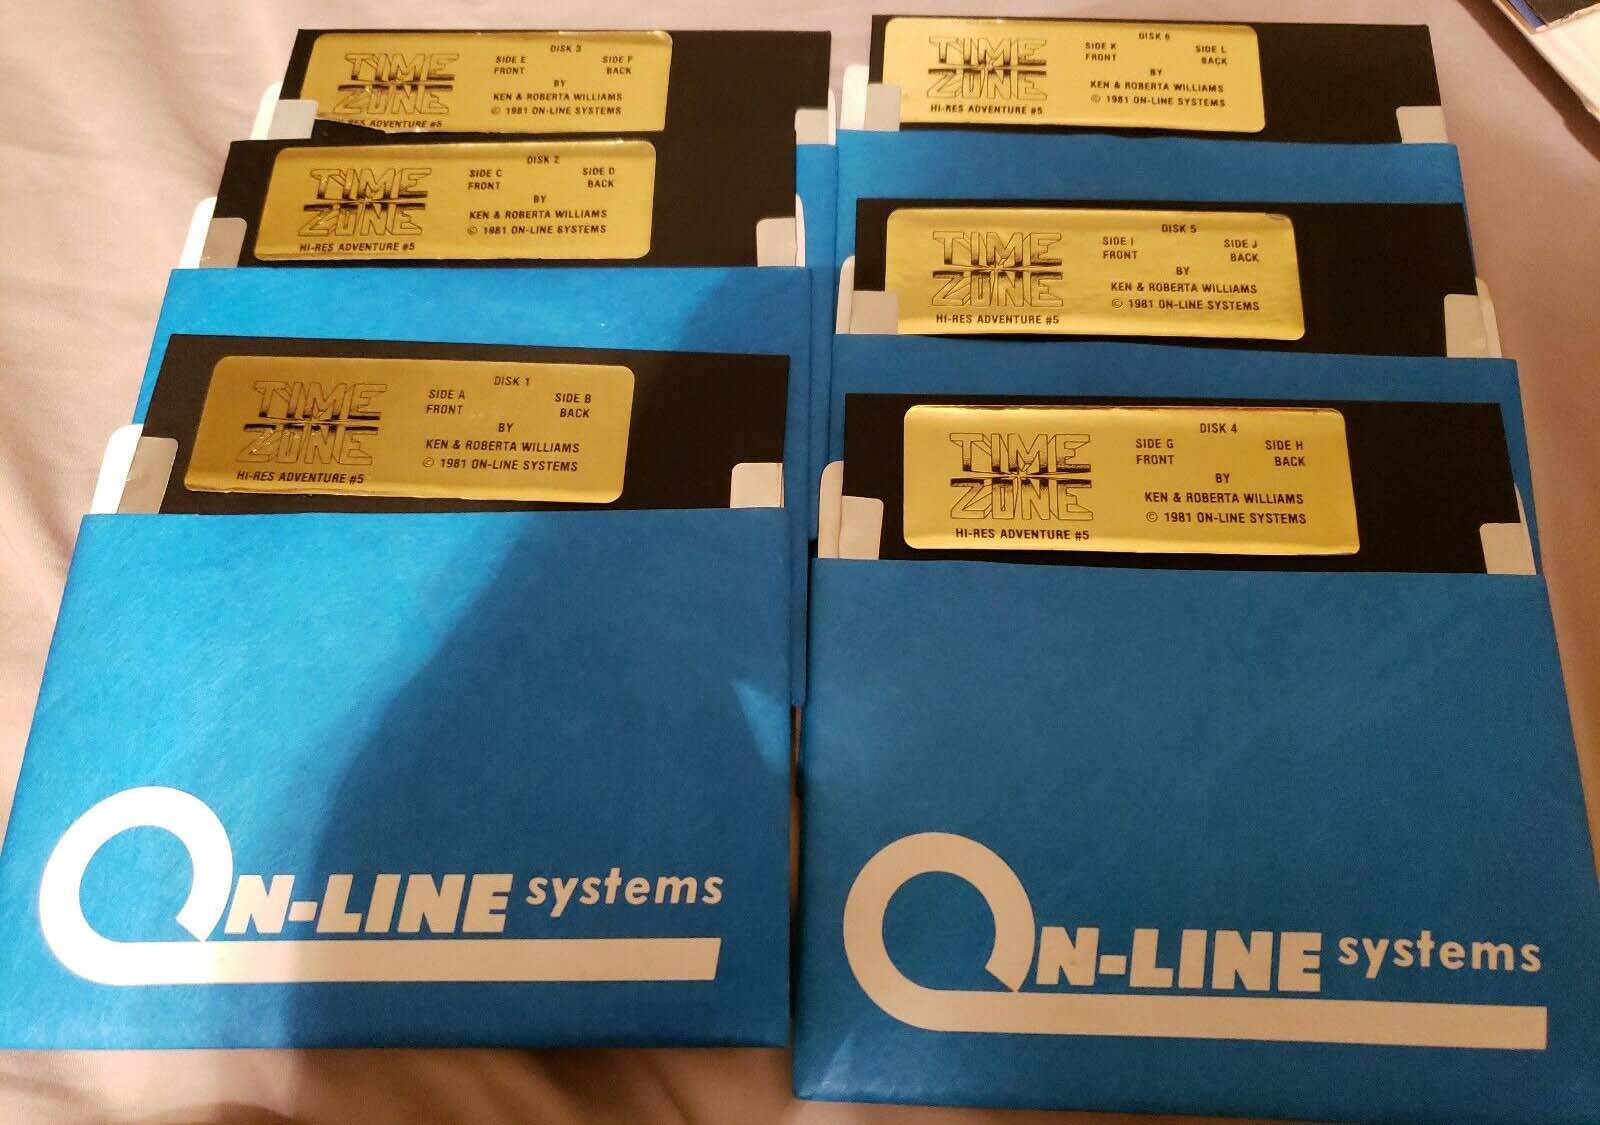 DISK 3
SIDE E SIDE F
FRONT BACK
TIME
ZONE
BY
KEN & ROBERTA WILLIAMS
© 1981 ON-LINE SYSTEMS
HI-RES ADVENTURE #5
DISK 2
SIDE C SIDE D
FRONT BACK
TIME
ZONE
BY
KEN & ROBERTA WILLIAMS
© 1981 ON-LINE SYSTEMS
HI-RES ADVENTURE #5
DISK 1
SIDE A SIDE B
FRONT BACK
TIME
ZONE
BY
KEN & ROBERTA WILLIAMS
© 1981 ON-LINE SYSTEMS
HI-RES ADVENTURE #5
ON-LINE systems
DISK 6
SIDE K SIDE L
FRONT BACK
TIME
ZONE
BY
KEN & ROBERTA WILLIAMS
© 1981 ON-LINE SYSTEMS
HI-RES ADVENTURE #5
DISK 5
SIDE I SIDE J
FRONT BACK
TIME
ZONE
BY
KEN & ROBERTA WILLIAMS
© 1981 ON-LINE SYSTEMS
HI-RES ADVENTURE #5
DISK 4
SIDE G SIDE H
FRONT BACK
TIME
ZONE
BY
KEN & ROBERTA WILLIAMS
© 1981 ON-LINE SYSTEMS
HI-RES ADVENTURE #5
ON-LINE systems